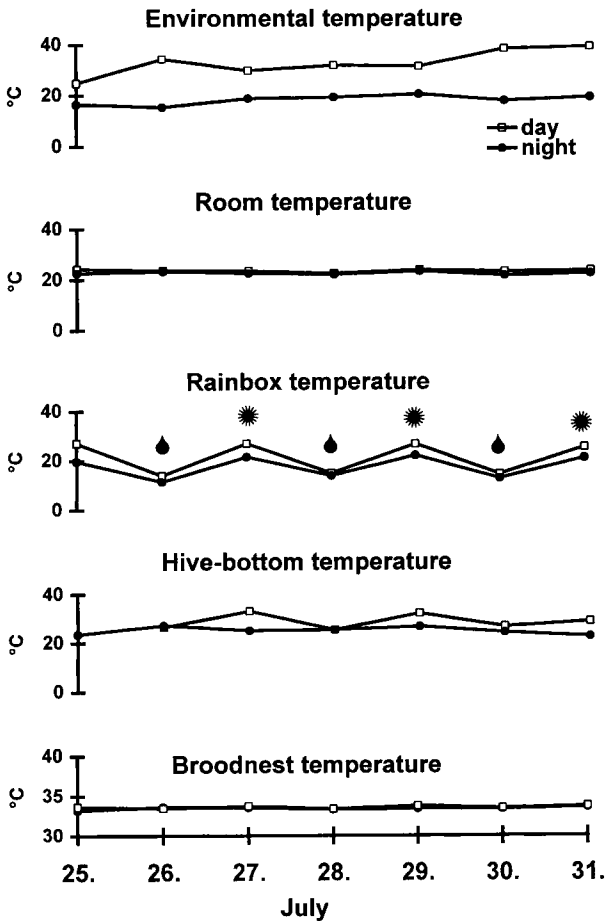 Environmental temperature
40
20
0
°C
day
night
Room temperature
40
20
0
°C
Rainbox temperature
40
20
0
°C
Hive-bottom temperature
40
20
0
°C
Broodnest temperature
40
35
30
°C
25. 26. 27. 28. 29. 30. 31.
July